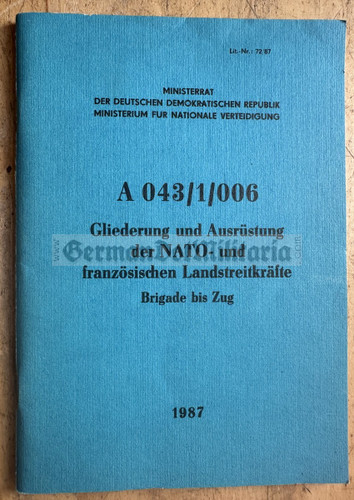 Lit.-Nr.: 72/87
MINISTERRAT
DER DEUTSCHEN DEMOKRATISCHEN REPUBLIK
MINISTERIUM FUR NATIONALE VERTEIDIGUNG
A 043/1/006
Gliederung und Ausrüstung
der NATO- und
französischen Landstreitkräfte
Brigade bis Zug
1987